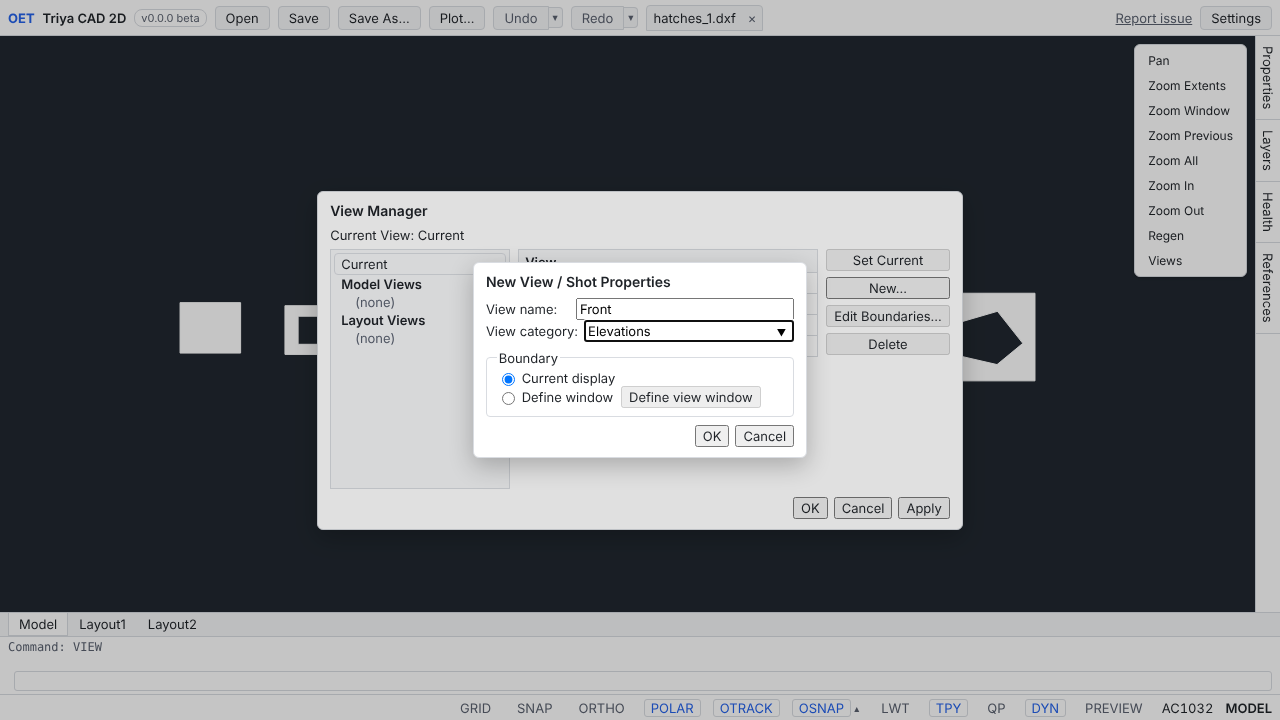 OET Triya CAD 2D v0.0.0 beta Open Save Save As... Plot... Undo ▼ Redo ▼ hatches_1.dxf × Report issue Settings
Pan
Zoom Extents
Zoom Window
Zoom Previous
Zoom All
Zoom In
Zoom Out
Regen
Views
Properties
Layers
Health
References
View Manager
Current View: Current
Current
Model Views
(none)
Layout Views
(none)
View
Set Current
New...
Edit Boundaries...
Delete
New View / Shot Properties
View name: Front
View category: Elevations ▼
Boundary
Current display
Define window Define view window
OK Cancel
OK Cancel Apply
Model Layout1 Layout2
Command: VIEW
GRID SNAP ORTHO POLAR OTRACK OSNAP ▲ LWT TPY QP DYN PREVIEW AC1032 MODEL